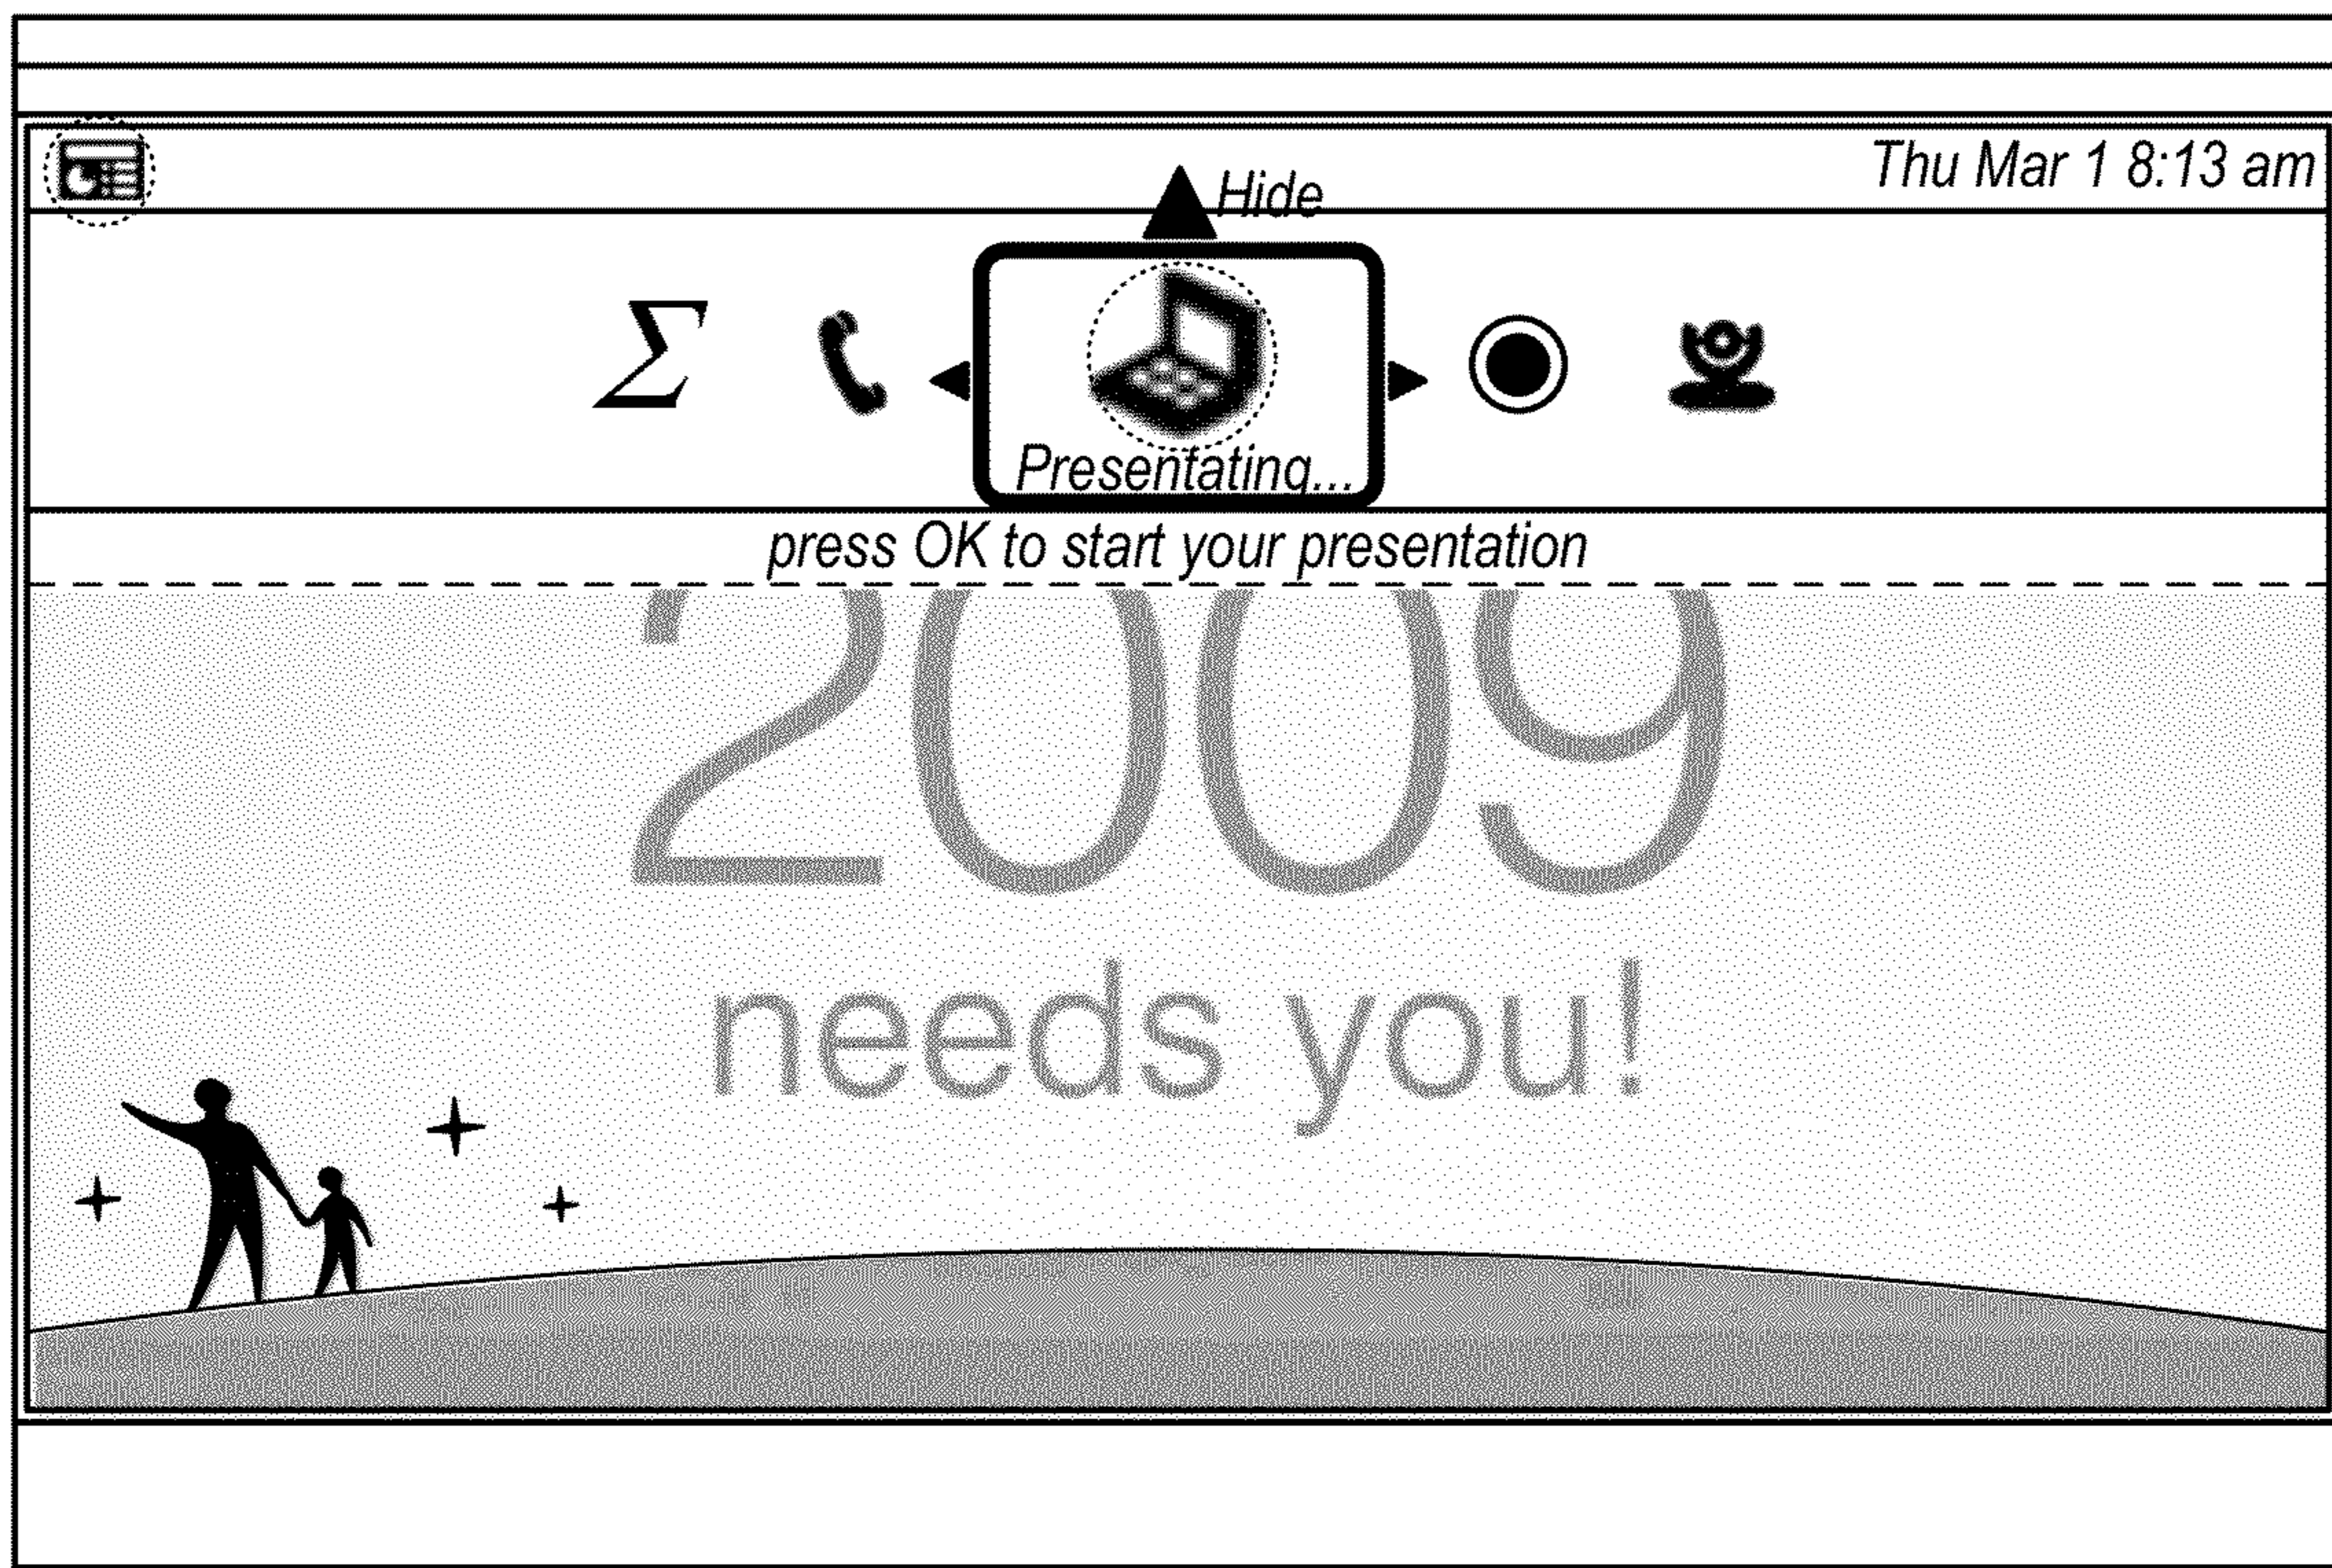 Thu Mar 1 8:13 am
Hide
Σ
Presentating...
press OK to start your presentation
2009
needs you!